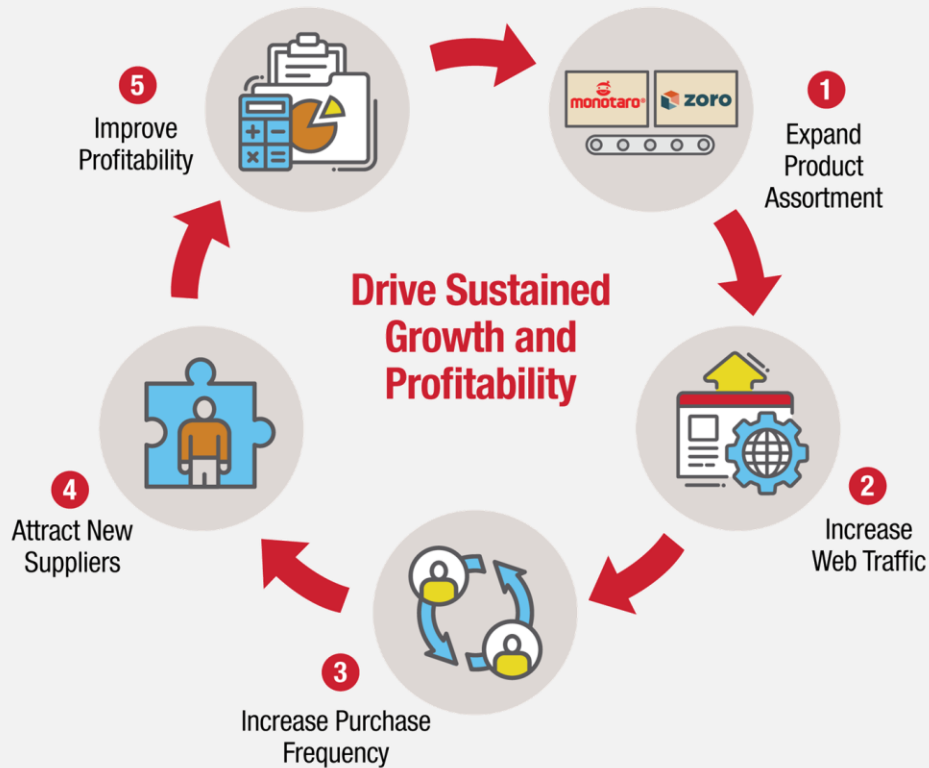 monotaro®
zoro
1
Expand
Product
Assortment
Drive Sustained
Growth and
Profitability
2
Increase
Web Traffic
3
Increase Purchase
Frequency
4
Attract New
Suppliers
5
Improve
Profitability